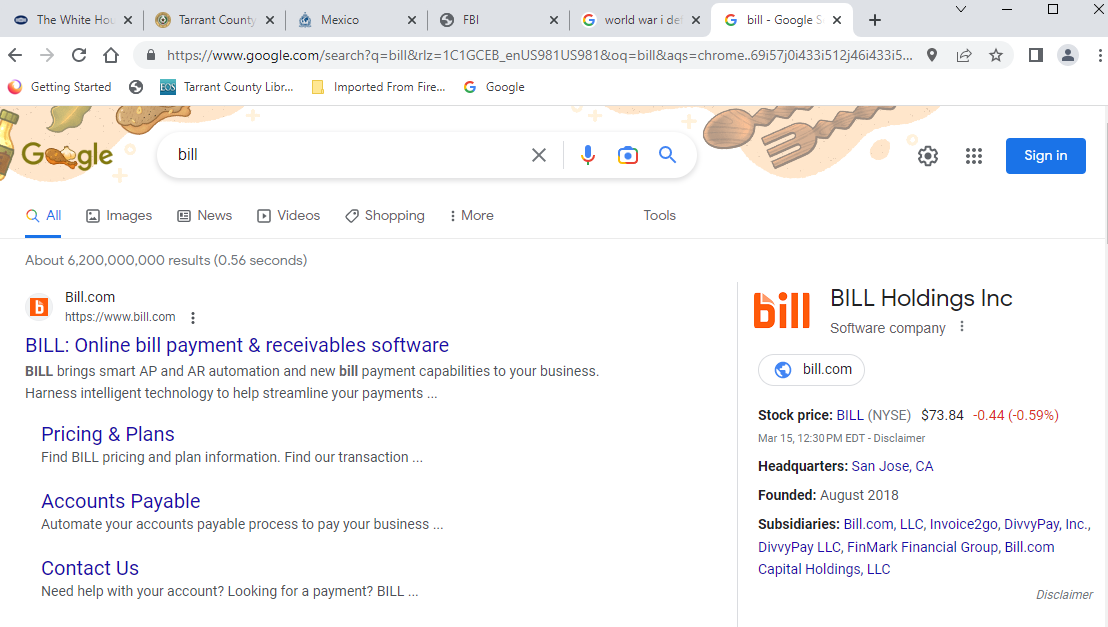 The White Hou
Tarrant County
Mexico
FBI
world war i def
bill - Google S
https://www.google.com/search?q=bill&rlz=1C1GCEB_enUS981US981&oq=bill&aqs=chrome..69i57j0i433i512j46i433i5...
Getting Started
EOS
Tarrant County Libr...
Imported From Fire...
Google
Google
bill
Sign in
All
Images
News
Videos
Shopping
More
Tools
About 6,200,000,000 results (0.56 seconds)
b
Bill.com
https://www.bill.com
BILL: Online bill payment & receivables software
BILL brings smart AP and AR automation and new bill payment capabilities to your business.
Harness intelligent technology to help streamline your payments ...
Pricing & Plans
Find BILL pricing and plan information. Find our transaction ...
Accounts Payable
Automate your accounts payable process to pay your business ...
Contact Us
Need help with your account? Looking for a payment? BILL ...
bill
BILL Holdings Inc
Software company
bill.com
Stock price: BILL (NYSE) $73.84 -0.44 (-0.59%)
Mar 15, 12:30 PM EDT - Disclaimer
Headquarters: San Jose, CA
Founded: August 2018
Subsidiaries: Bill.com, LLC, Invoice2go, DivvyPay, Inc.,
DivvyPay LLC, FinMark Financial Group, Bill.com
Capital Holdings, LLC
Disclaimer